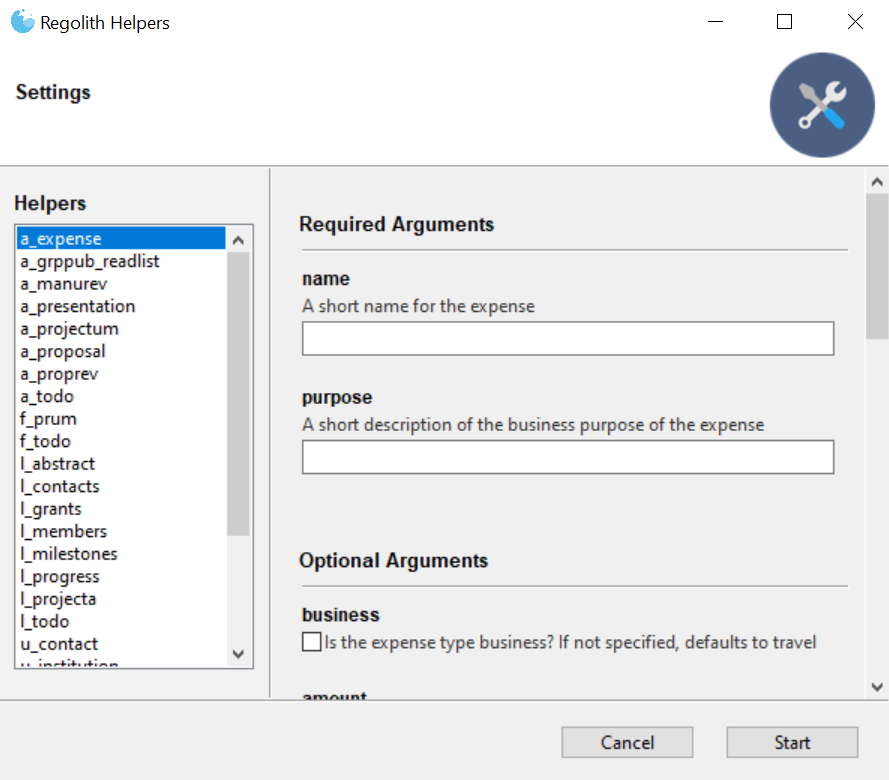 Regolith Helpers
Settings
Helpers
a_expense
a_grppub_readlist
a_manurev
a_presentation
a_projectum
a_proposal
a_proprev
a_todo
f_prum
f_todo
l_abstract
l_contacts
l_grants
l_members
l_milestones
l_progress
l_projecta
l_todo
u_contact
u_institution
Required Arguments
name
A short name for the expense
purpose
A short description of the business purpose of the expense
Optional Arguments
business
Is the expense type business? If not specified, defaults to travel
amount
Cancel
Start